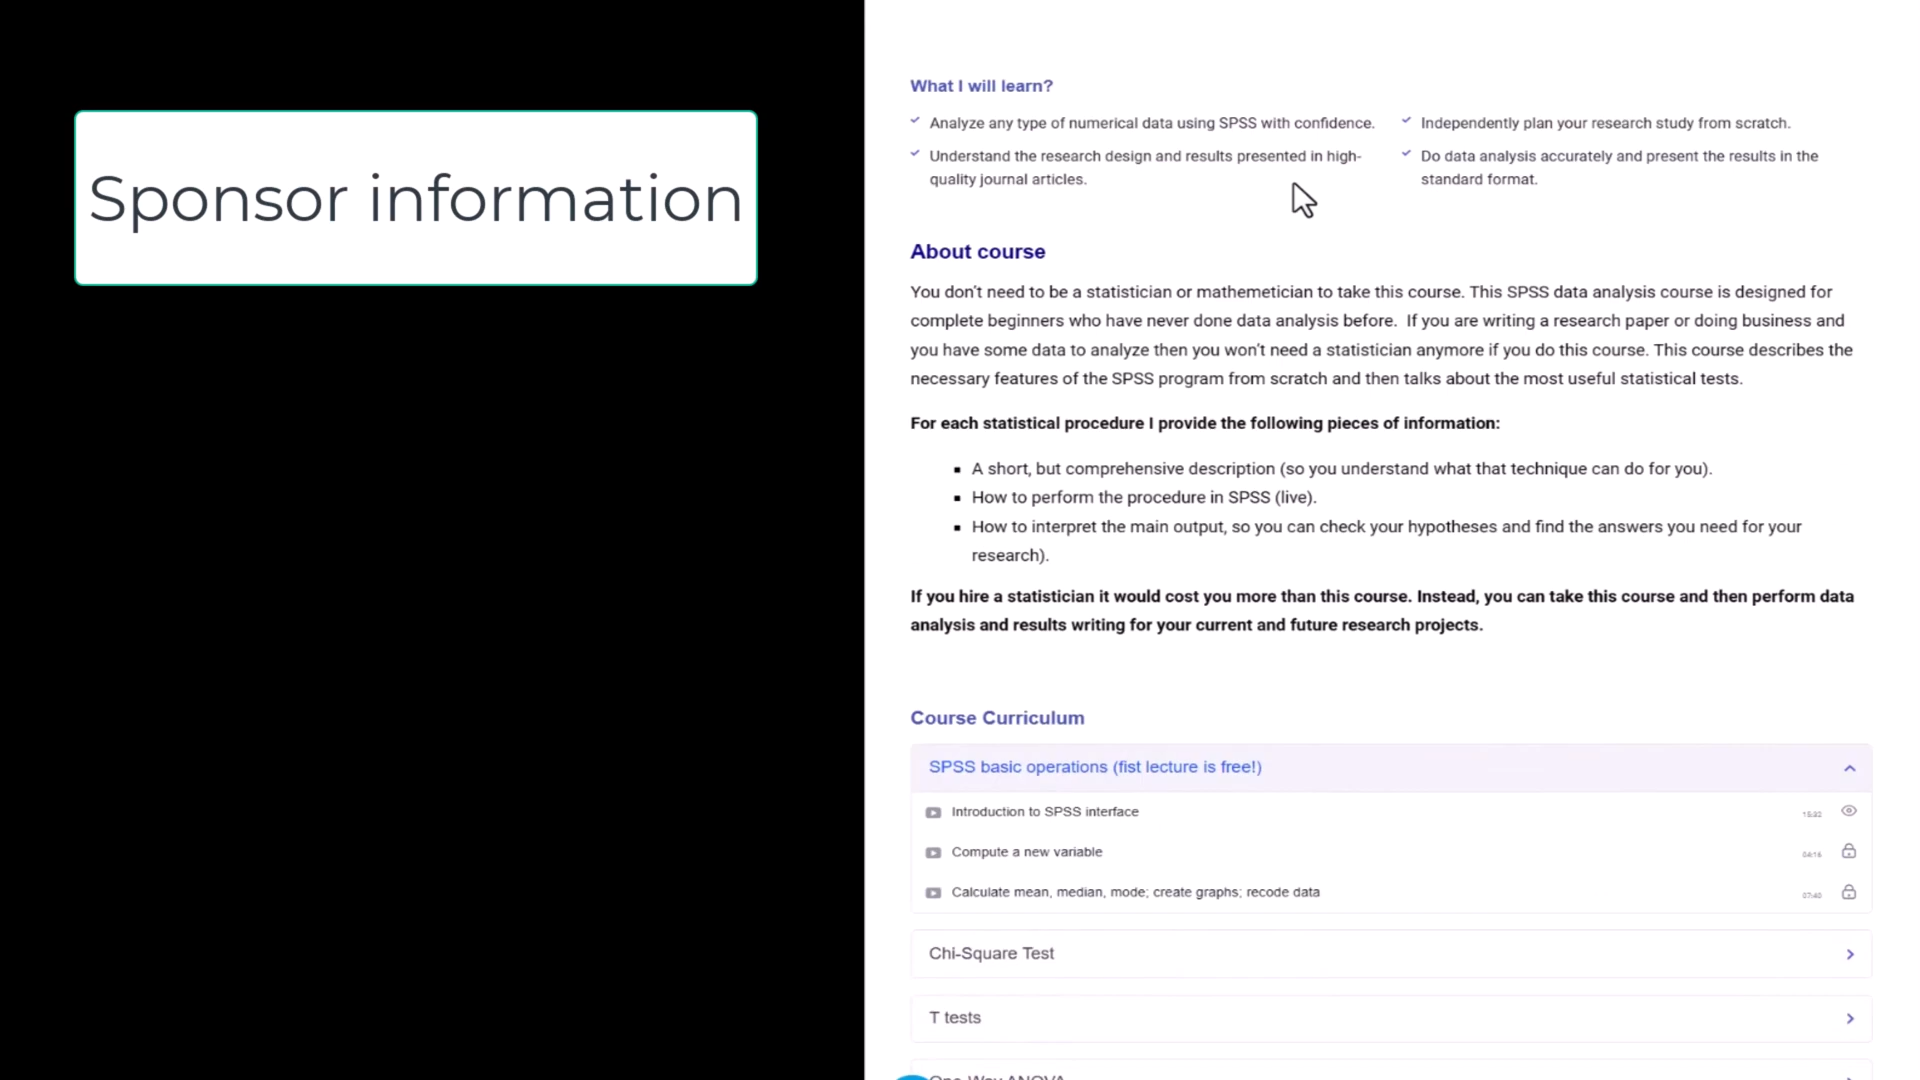 Sponsor information
What I will learn?
Analyze any type of numerical data using SPSS with confidence.
Understand the research design and results presented in high-
quality journal articles.
Independently plan your research study from scratch.
Do data analysis accurately and present the results in the
standard format.
About course
You don't need to be a statistician or mathemetician to take this course. This SPSS data analysis course is designed for
complete beginners who have never done data analysis before. If you are writing a research paper or doing business and
you have some data to analyze then you won't need a statistician anymore if you do this course. This course describes the
necessary features of the SPSS program from scratch and then talks about the most useful statistical tests.
For each statistical procedure I provide the following pieces of information:
A short, but comprehensive description (so you understand what that technique can do for you).
How to perform the procedure in SPSS (live).
How to interpret the main output, so you can check your hypotheses and find the answers you need for your
research).
If you hire a statistician it would cost you more than this course. Instead, you can take this course and then perform data
analysis and results writing for your current and future research projects.
Course Curriculum
SPSS basic operations (fist lecture is free!)
Introduction to SPSS interface
Compute a new variable 04:16
Calculate mean, median, mode; create graphs; recode data 07:40
Chi-Square Test
T tests
One-Way ANOVA